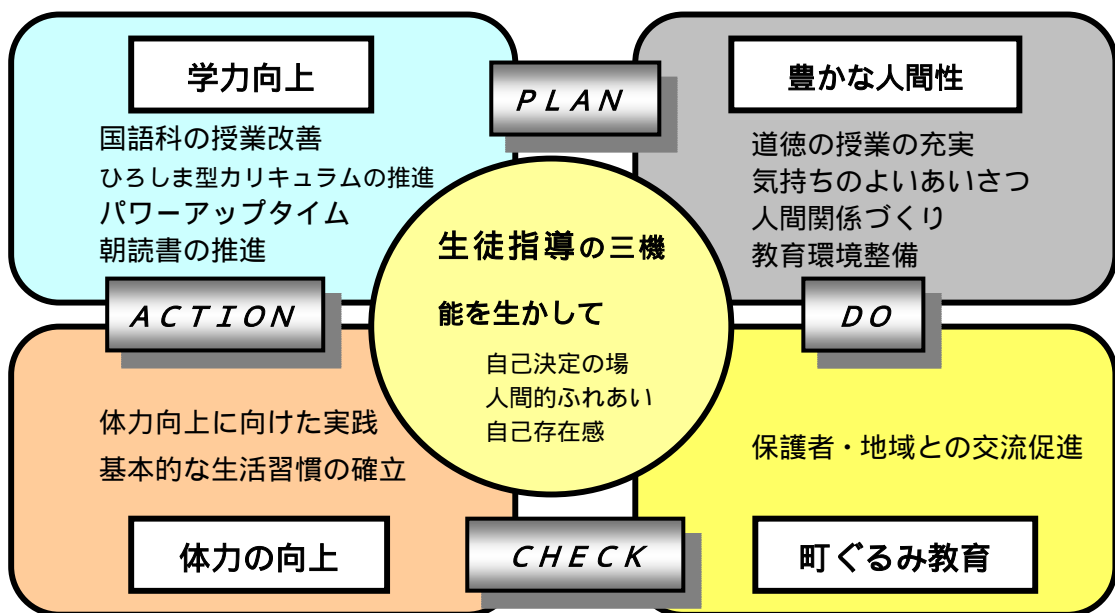 学力向上
国語科の授業改善
ひろしま型カリキュラムの推進
パワーアップタイム
朝読書の推進
PLAN
豊かな人間性
道徳の授業の充実
気持ちのよいあいさつ
人間関係づくり
教育環境整備
生徒指導の三機
能を生かして
自己決定の場
人間的ふれあい
自己存在感
ACTION
DO
体力向上に向けた実践
基本的な生活習慣の確立
体力の向上
CHECK
保護者・地域との交流促進
町ぐるみ教育